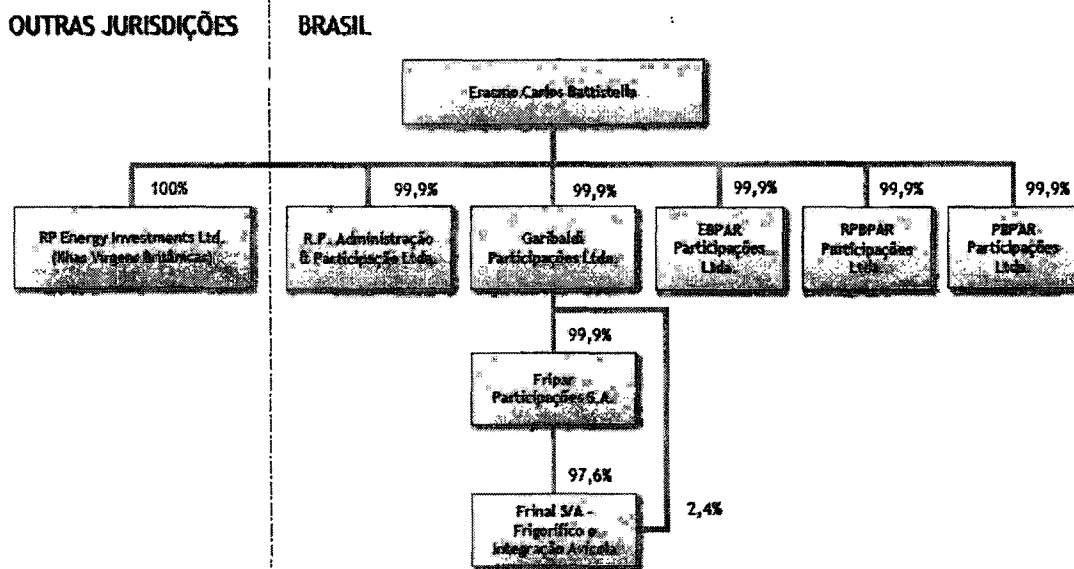 OUTRAS JURISDIÇÕES
BRASIL
Erasmo Carlos Battistella
100%
99,9%
99,9%
99,9%
99,9%
99,9%
RP Energy Investments Ltd.
(Ilhas Virgens Britânicas)
R.P. Administração
& Participação Ltda.
Garibaldi
Participações Ltda.
EBPAR
Participações
Ltda.
RPBPAR
Participações
Ltda.
PBPAR
Participações
Ltda.
99,9%
Fripar
Participações S.A.
97,6%
2,4%
Frinal S/A -
Frigorífico e
Integração Avícola